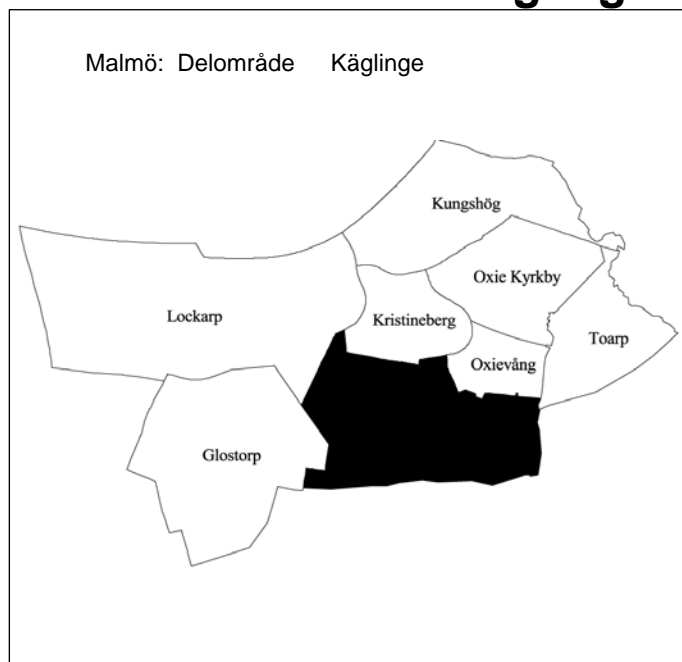 Malmö: Delområde Käglinge
Kungshög
Oxie Kyrkby
Lockarp
Kristineberg
Toarp
Oxievång
Glostorp